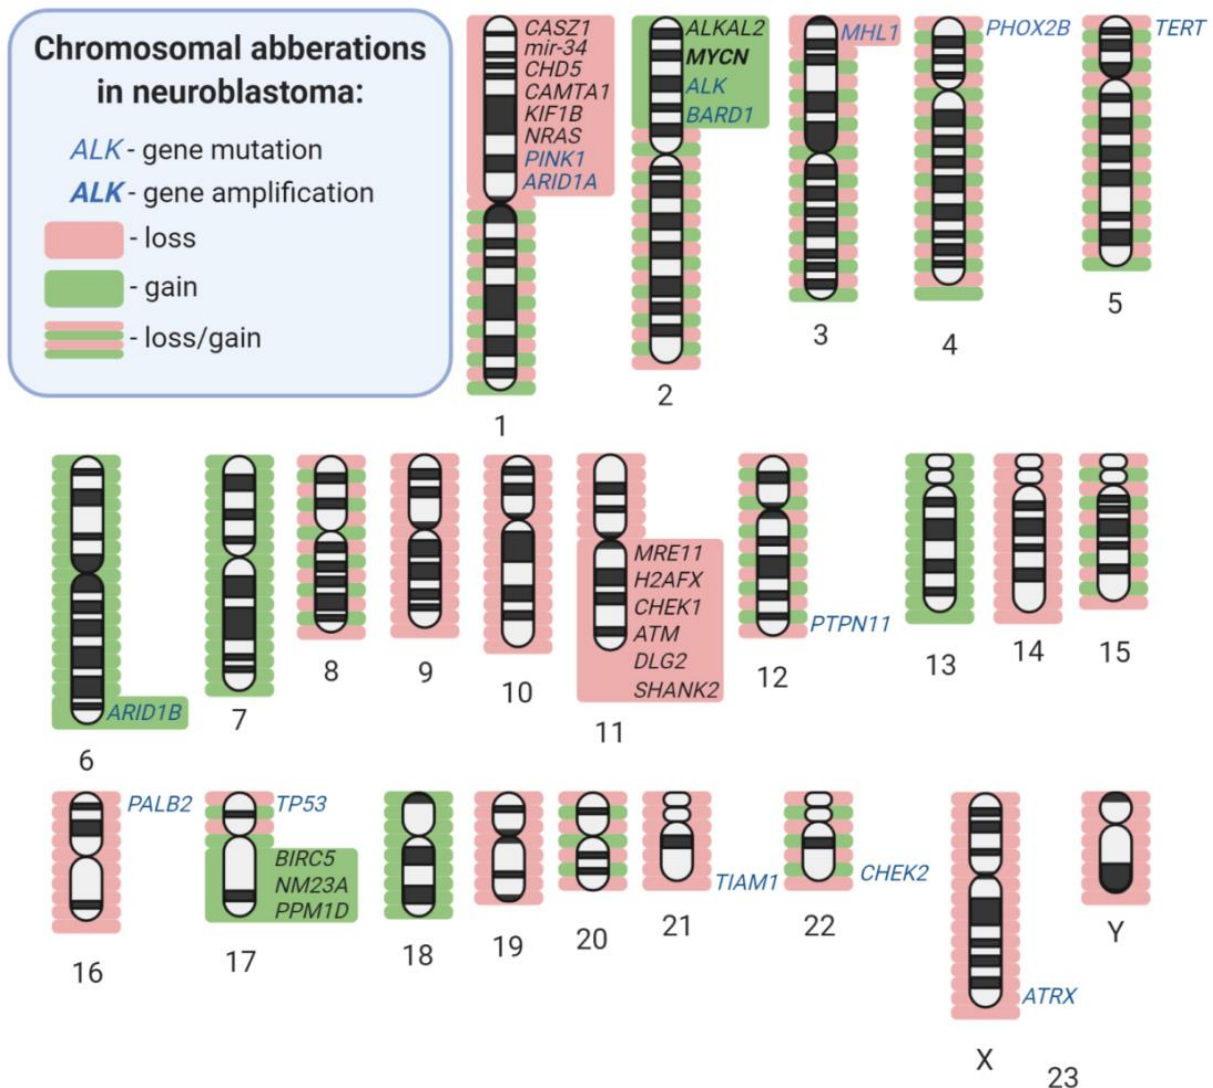 Chromosomal abberations
in neuroblastoma:
ALK - gene mutation
ALK - gene amplification
- loss
- gain
- loss/gain
CASZ1
mir-34
CHD5
CAMTA1
KIF1B
NRAS
PINK1
ARID1A
1
ALKAL2
MYCN
ALK
BARD1
2
MHL1
3
PHOX2B
4
TERT
5
ARID1B
6
7
8
9
10
MRE11
H2AFX
CHEK1
ATM
DLG2
SHANK2
11
PTPN11
12
13
14
15
PALB2
16
TP53
BIRC5
NM23A
PPM1D
17
18
19
20
TIAM1
21
CHEK2
22
ATRX
X
Y
23